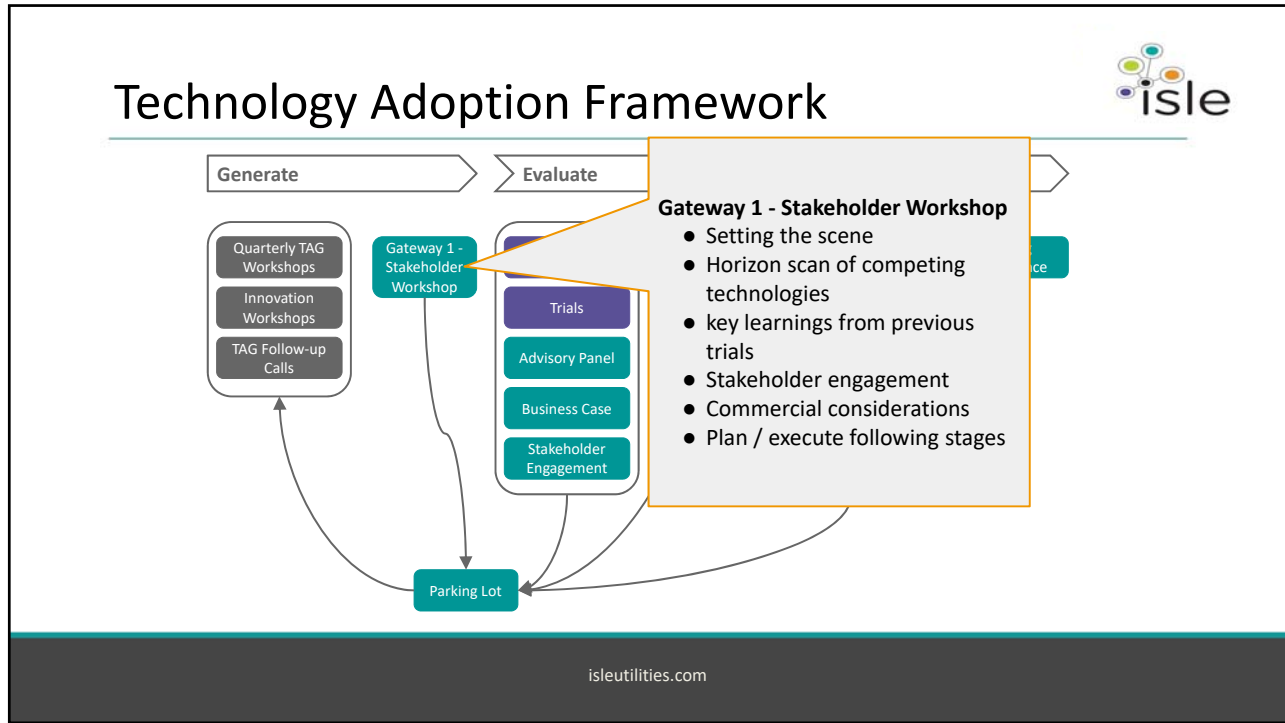 Technology Adoption Framework
isle
Generate
Evaluate
Quarterly TAG
Workshops
Innovation
Workshops
TAG Follow-up
Calls
Gateway 1 -
Stakeholder
Workshop
Trials
Advisory Panel
Business Case
Stakeholder
Engagement
Gateway 1 - Stakeholder Workshop
● Setting the scene
● Horizon scan of competing
technologies
● key learnings from previous
trials
● Stakeholder engagement
● Commercial considerations
● Plan / execute following stages
Parking Lot
isleutilities.com